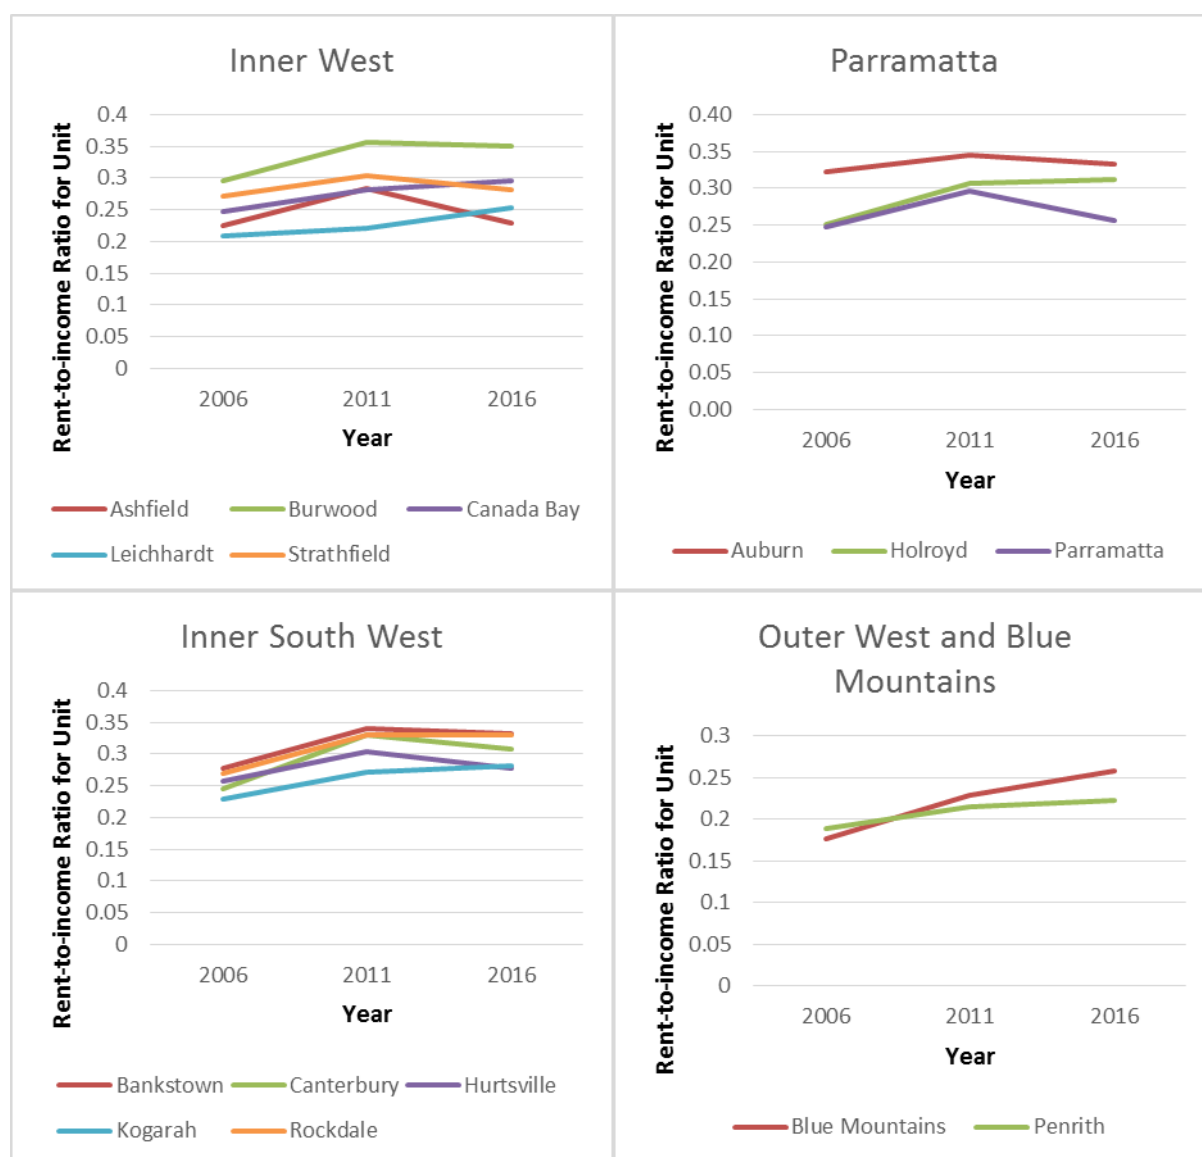 Inner West
Rent-to-income Ratio for Unit
0.4
0.35
0.3
0.25
0.2
0.15
0.1
0.05
0
2006 2011 2016
Year
Ashfield Burwood Canada Bay
Leichhardt Strathfield
Parramatta
Rent-to-income Ratio for Unit
0.40
0.35
0.30
0.25
0.20
0.15
0.10
0.05
0.00
2006 2011 2016
Year
Auburn Holroyd Parramatta
Inner South West
Rent-to-income Ratio for Unit
0.4
0.35
0.3
0.25
0.2
0.15
0.1
0.05
0
2006 2011 2016
Year
Bankstown Canterbury Hurtsville
Kogarah Rockdale
Outer West and Blue
Mountains
Rent-to-income Ratio for Unit
0.3
0.25
0.2
0.15
0.1
0.05
0
2006 2011 2016
Year
Blue Mountains Penrith